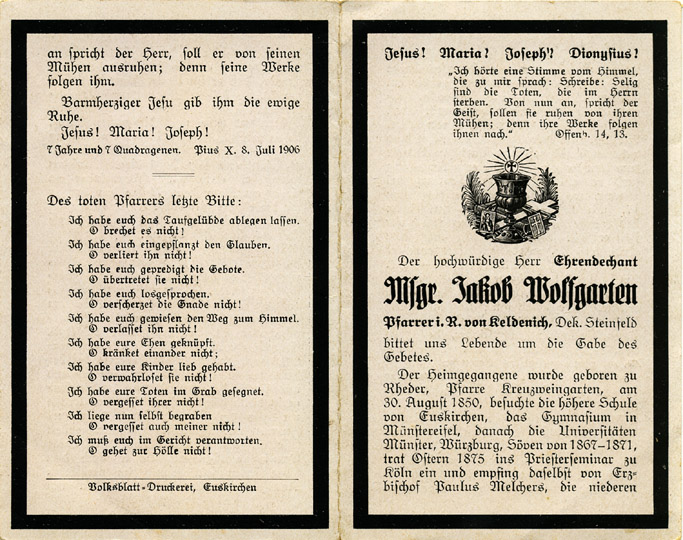 an spricht der Herr, soll er von seinen
Mühen ausruhen; denn seine Werke
folgen ihm.
Barmherziger Jesu gib ihm die ewige
Ruhe.
Jesus! Maria! Joseph!
7 Jahre und 7 Quadragenen. Pius X. 8. Juli 1906
Des toten Pfarrers letzte Bitte:
Ich habe euch das Taufgelübde ablegen lassen.
O brechet es nicht!
Ich habe euch eingepflanzt den Glauben.
O verliert ihn nicht!
Ich habe euch gepredigt die Gebote.
O übertretet sie nicht!
Ich habe euch losgesprochen.
O verscherzet die Gnade nicht!
Ich habe euch gewiesen den Weg zum Himmel.
O verlasset ihn nicht!
Ich habe eure Ehen geknüpft.
O kränket einander nicht;
Ich habe eure Kinder lieb gehabt.
O verwahrloset sie nicht!
Ich habe eure Toten im Grab gesegnet.
O vergesset ihrer nicht!
Ich liege nun selbst begraben
O vergesset auch meiner nicht!
Ich muß euch im Gericht verantworten.
O gehet zur Hölle nicht!
Volksblatt-Druckerei, Euskirchen
Jesus! Maria! Joseph! Dionysius!
„Ich hörte eine Stimme vom Himmel,
die zu mir sprach: Schreibe: Selig
sind die Toten, die im Herrn
sterben. Von nun an, spricht der
Geist, sollen sie ruhen von ihren
Mühen; denn ihre Werke folgen
ihnen nach.“ Offenb. 14, 13.
Der hochwürdige Herr Ehrendechant
Msgr. Jakob Wolfgarten
Pfarrer i. R. von Keldenich, Dek. Steinfeld
bittet uns Lebende um die Gabe des
Gebetes.
Der Heimgegangene wurde geboren zu
Rheder, Pfarre Kreuzweingarten, am
30. August 1850, besuchte die höhere Schule
von Euskirchen, das Gymnasium in
Münstereifel, danach die Universitäten
Münster, Würzburg, Löven von 1867–1871,
trat Ostern 1875 ins Priesterseminar zu
Köln ein und empfing daselbst von Erz-
bischof Paulus Melchers, die niederen